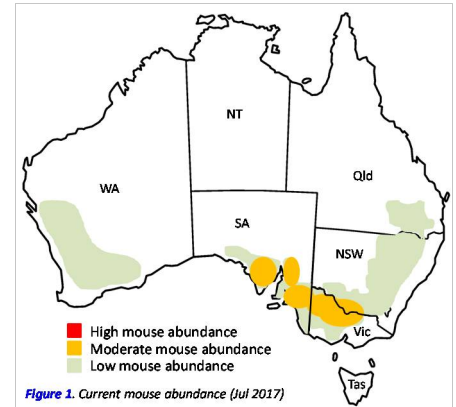 NT
Qld
WA
SA
NSW
High mouse abundance
Moderate mouse abundance
Vic
Low mouse abundance
Tas
Figure 1. Current mouse abundance (Jul 2017)